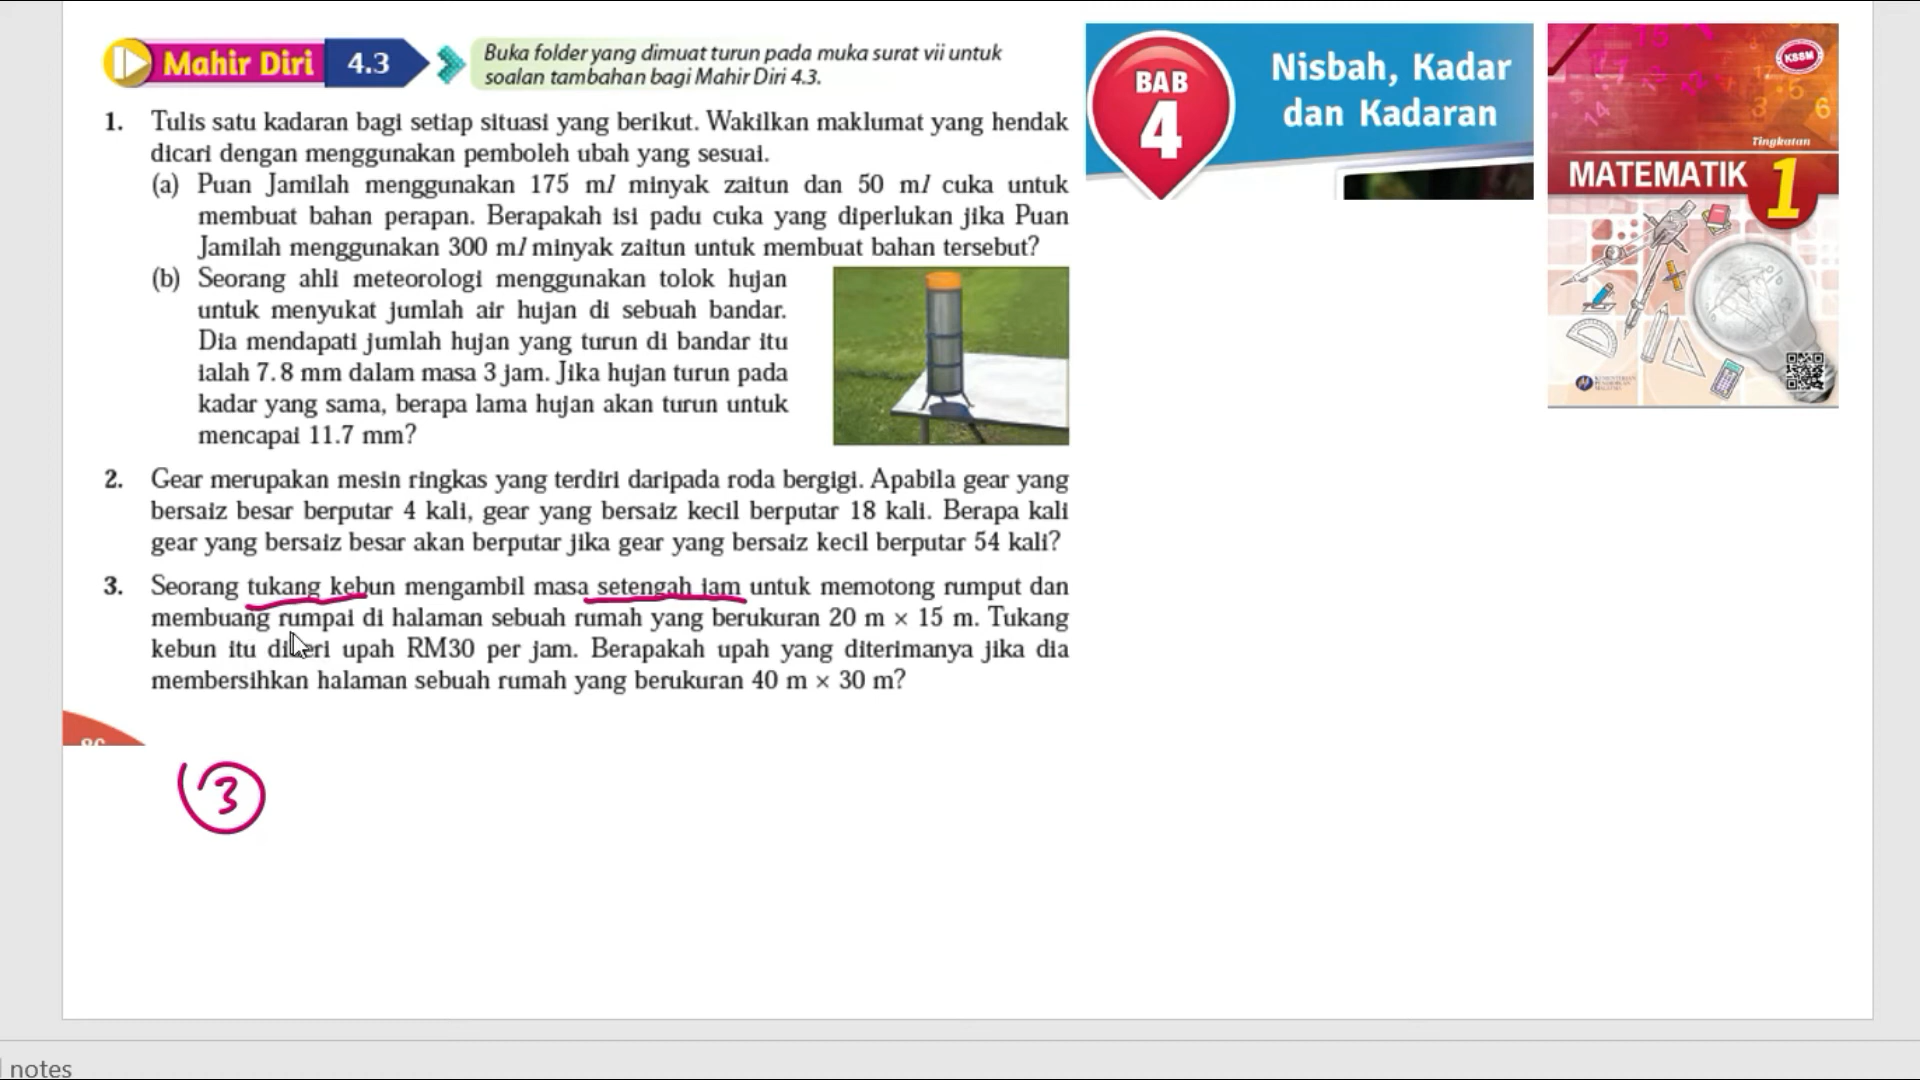 Mahir Diri 4.3
Buka folder yang dimuat turun pada muka surat vii untuk
soalan tambahan bagi Mahir Diri 4.3.
1. Tulis satu kadaran bagi setiap situasi yang berikut. Wakilkan maklumat yang hendak
dicari dengan menggunakan pemboleh ubah yang sesuai.
(a) Puan Jamilah menggunakan 175 ml minyak zaitun dan 50 ml cuka untuk
membuat bahan perapan. Berapakah isi padu cuka yang diperlukan jika Puan
Jamilah menggunakan 300 ml minyak zaitun untuk membuat bahan tersebut?
(b) Seorang ahli meteorologi menggunakan tolok hujan
untuk menyukat jumlah air hujan di sebuah bandar.
Dia mendapati jumlah hujan yang turun di bandar itu
ialah 7.8 mm dalam masa 3 jam. Jika hujan turun pada
kadar yang sama, berapa lama hujan akan turun untuk
mencapai 11.7 mm?
2. Gear merupakan mesin ringkas yang terdiri daripada roda bergigi. Apabila gear yang
bersaiz besar berputar 4 kali, gear yang bersaiz kecil berputar 18 kali. Berapa kali
gear yang bersaiz besar akan berputar jika gear yang bersaiz kecil berputar 54 kali?
3. Seorang tukang kebun mengambil masa setengah jam untuk memotong rumput dan
membuang rumpai di halaman sebuah rumah yang berukuran 20 m × 15 m. Tukang
kebun itu diberi upah RM30 per jam. Berapakah upah yang diterimanya jika dia
membersihkan halaman sebuah rumah yang berukuran 40 m × 30 m?
3
BAB
4
Nisbah, Kadar
dan Kadaran
KSSM
Tingkatan
MATEMATIK 1
notes